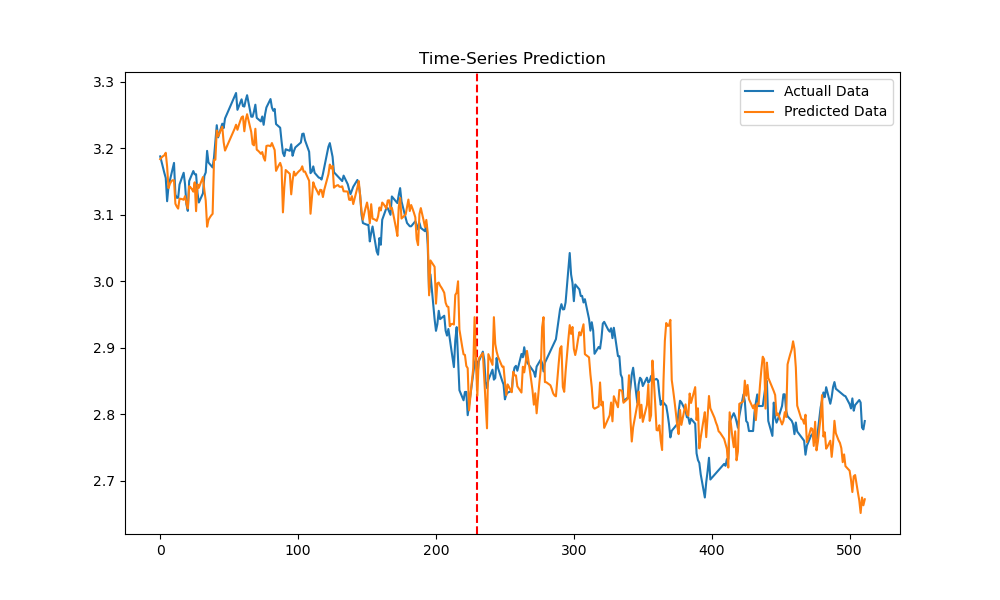 Time-Series Prediction
Actuall Data
Predicted Data
3.3
3.2
3.1
3.0
2.9
2.8
2.7
0 100 200 300 400 500